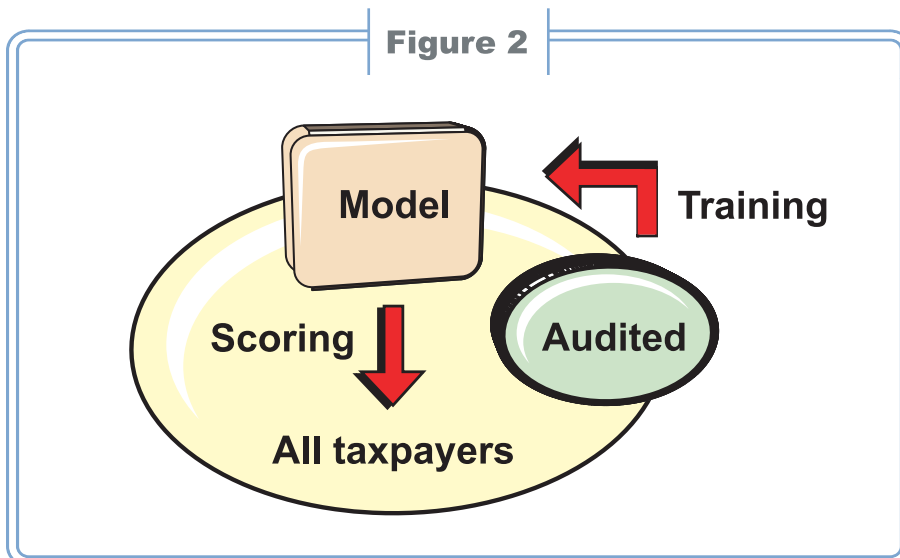 Figure 2
Model
Training
Scoring
Audited
All taxpayers